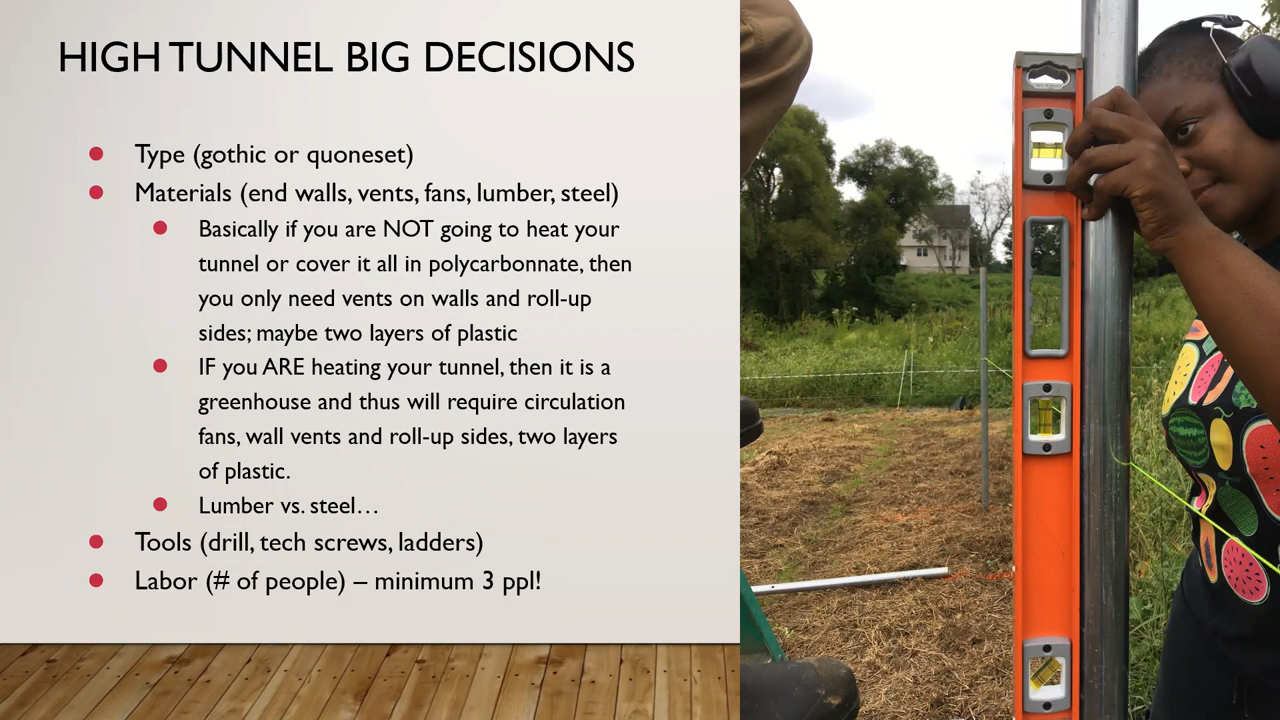 HIGH TUNNEL BIG DECISIONS
Type (gothic or quoneset)
Materials (end walls, vents, fans, lumber, steel)
Basically if you are NOT going to heat your
tunnel or cover it all in polycarbonnate, then
you only need vents on walls and roll-up
sides; maybe two layers of plastic
IF you ARE heating your tunnel, then it is a
greenhouse and thus will require circulation
fans, wall vents and roll-up sides, two layers
of plastic.
Lumber vs. steel…
Tools (drill, tech screws, ladders)
Labor (# of people) – minimum 3 ppl!